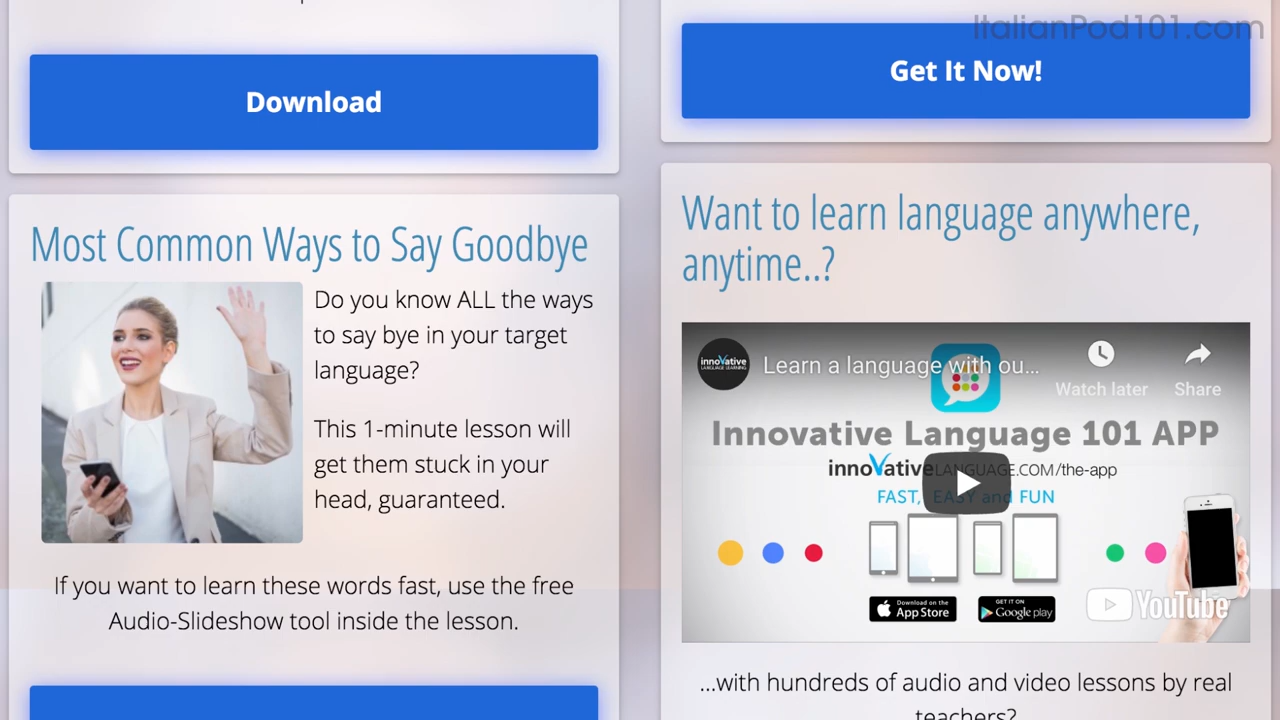 ItalianPod101.com
Download
Most Common Ways to Say Goodbye
Do you know ALL the ways
to say bye in your target
language?
This 1-minute lesson will
get them stuck in your
head, guaranteed.
If you want to learn these words fast, use the free
Audio-Slideshow tool inside the lesson.
Get It Now!
Want to learn language anywhere,
anytime..?
innovative
LANGUAGE LEARNING
Learn a language with ou...
Watch later
Share
Innovative Language 101 APP
innovativeLANGUAGE.COM/the-app
FAST, EASY and FUN
Download on the
App Store
GET IT ON
Google play
YouTube
...with hundreds of audio and video lessons by real
teachers?